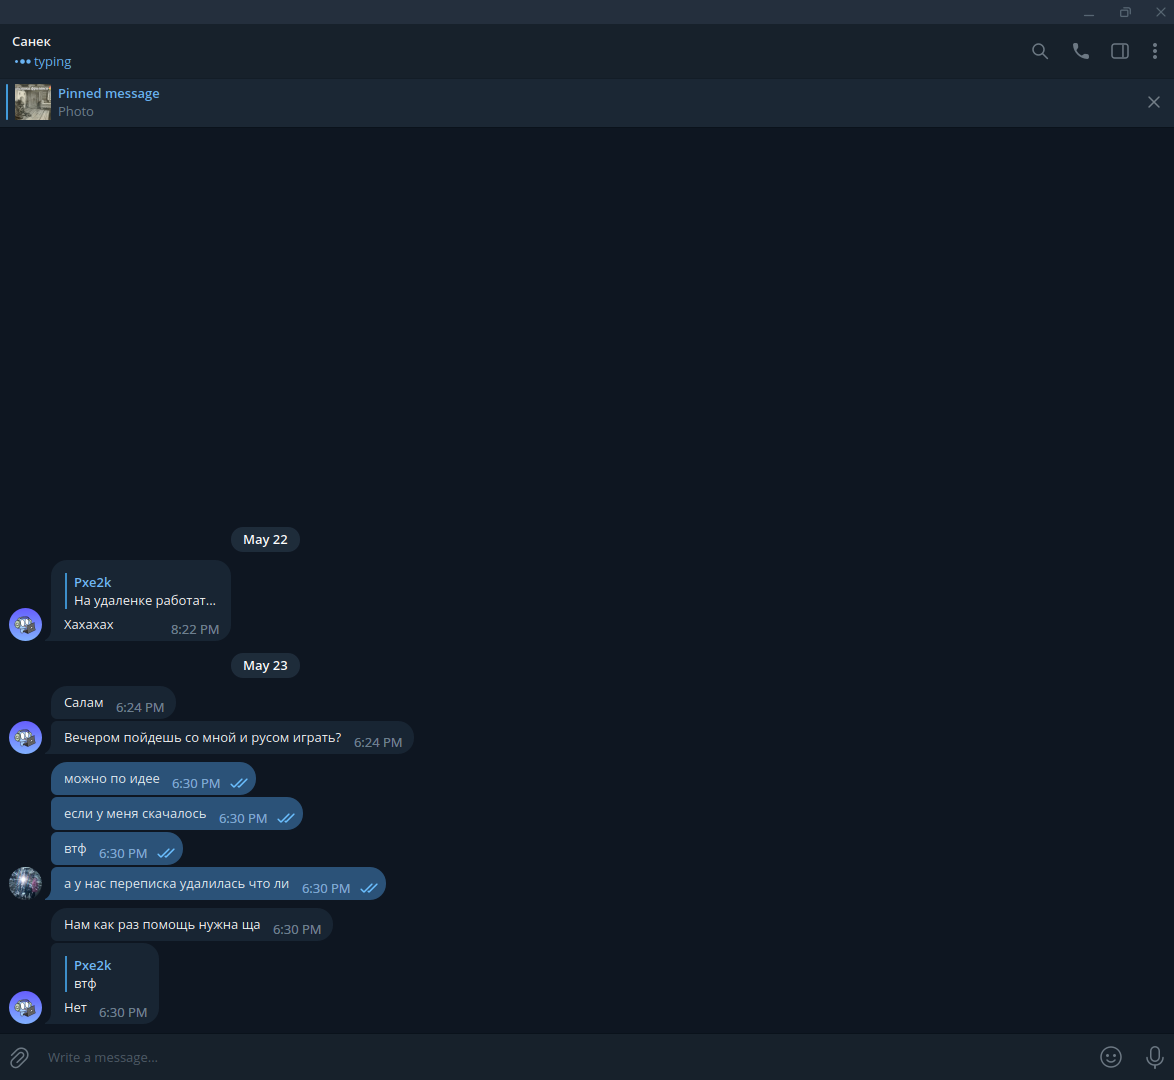 Санек
typing
Pinned message
Photo
May 22
Pxe2k
На удаленке работат...
Хахахах 8:22 PM
May 23
Салам 6:24 PM
Вечером пойдешь со мной и русом играть? 6:24 PM
можно по идее 6:30 PM
если у меня скачалось 6:30 PM
втф 6:30 PM
а у нас переписка удалилась что ли 6:30 PM
Нам как раз помощь нужна ща 6:30 PM
Pxe2k
втф
Нет 6:30 PM
Write a message...